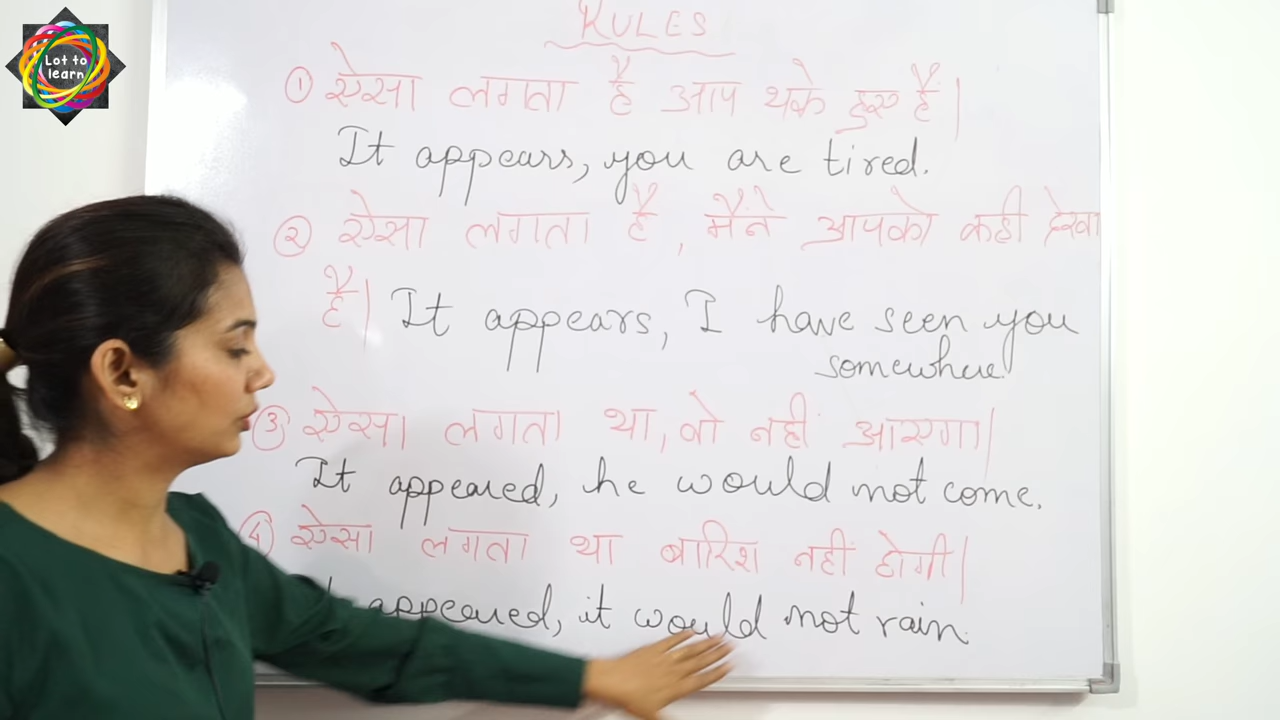 Lot to
learn
RULES
① ऐसा लगता है आप थके हुए है।
It appears, you are tired.
② ऐसा लगता है, मैंने आपको कही देखा
है। It appears, I have seen you
somewhere.
③ ऐसा लगता था, वो नही आएगा।
It appeared, he would not come.
④ ऐसा लगता था बारिश नहीं होगी।
appeared, it would not rain.